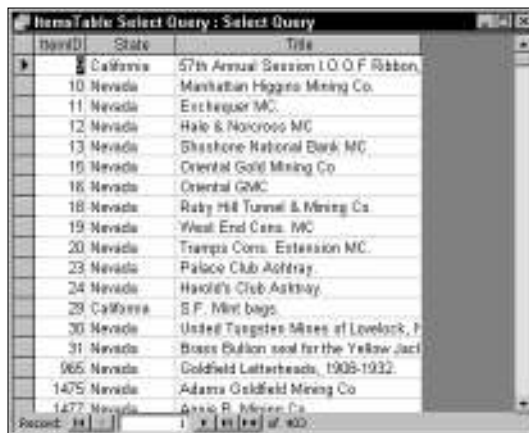 ItemsTable Select Query : Select Query
ItemID State Title
California 57th Annual Session I.O.O.F Ribbon,
10 Nevada Manhattan Higgins Mining Co.
11 Nevada Exchequer MC.
12 Nevada Hale & Norcross MC
13 Nevada Shoshone National Bank MC
15 Nevada Oriental Gold Mining Co
16 Nevada Oriental GMC
18 Nevada Ruby Hill Tunnel & Mining Co.
19 Nevada West End Cons. MC
20 Nevada Tramps Cons. Extension MC.
23 Nevada Palace Club Ashtray.
24 Nevada Harold's Club Ashtray.
29 California S.F. Mint bags.
30 Nevada United Tungsten Mines of Lovelock, N
31 Nevada Brass Bullion seal for the Yellow Jack
965 Nevada Goldfield Letterheads, 1908-1932.
1475 Nevada Adams Goldfield Mining Co
1477 Nevada Annie B. Mining Co
Record: 1 of 403